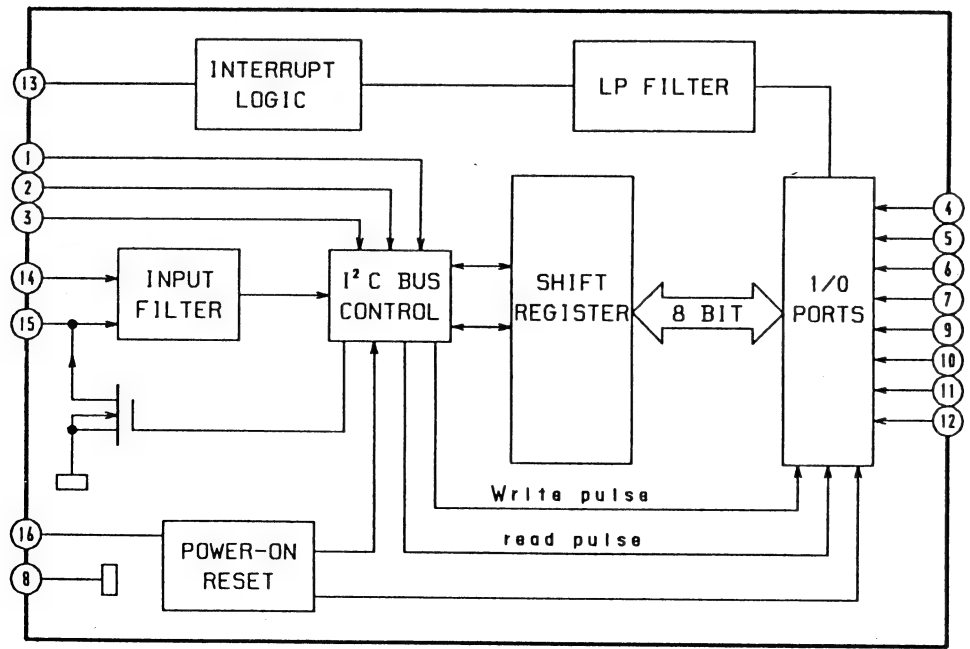 13
INTERRUPT
LOGIC
LP FILTER
1
2
3
4
5
6
7
9
10
11
12
14
15
INPUT
FILTER
I² C BUS
CONTROL
SHIFT
REGISTER
8 BIT
1/0
PORTS
Write pulse
read pulse
16
8
POWER-ON
RESET